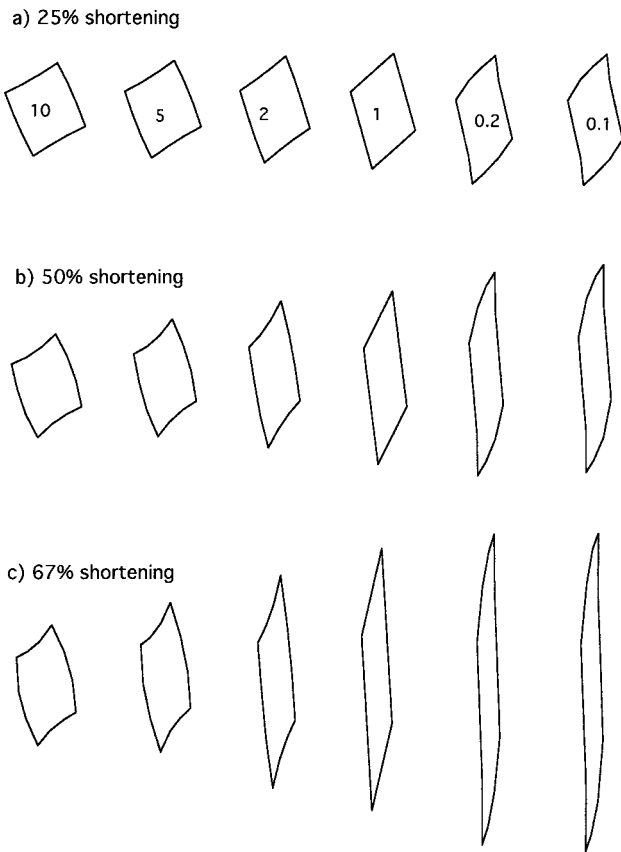 a) 25% shortening
10 5 2 1 0.2 0.1
b) 50% shortening
c) 67% shortening